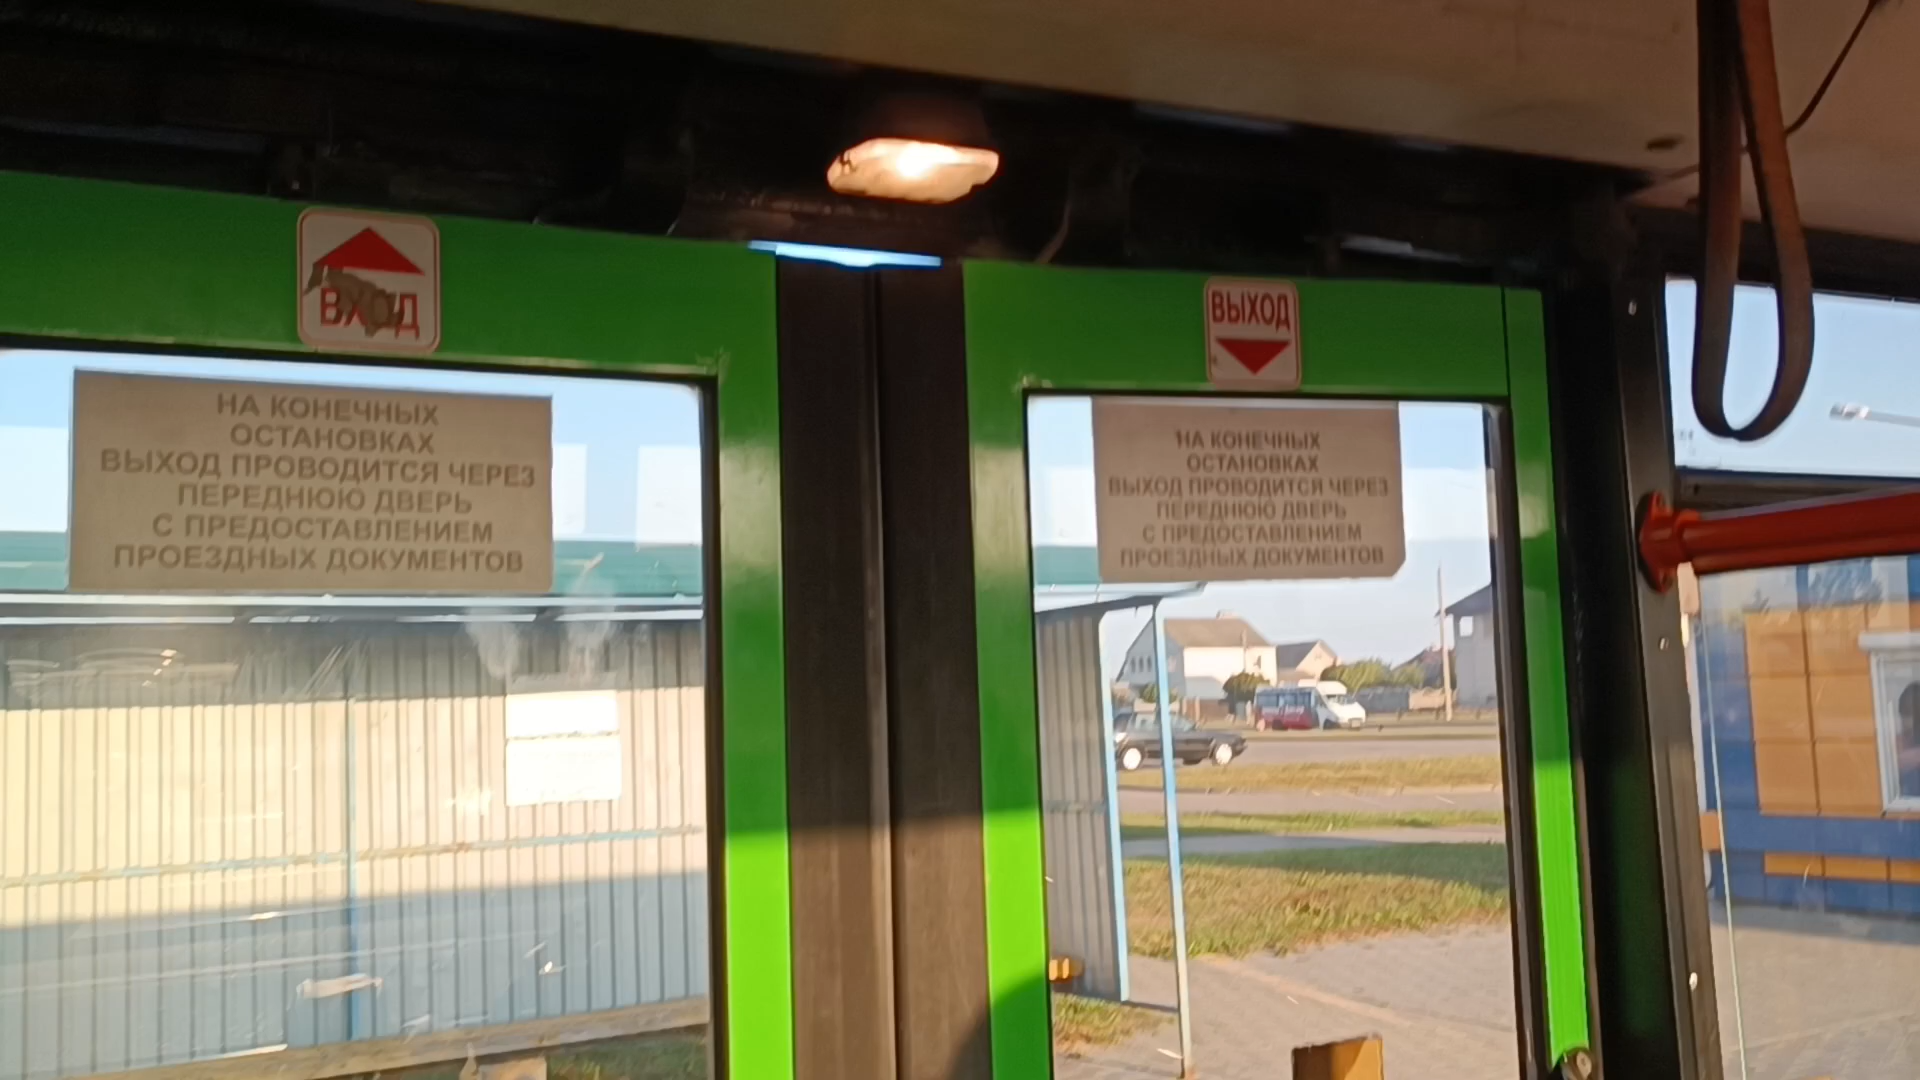 ВХОД
НА КОНЕЧНЫХ
ОСТАНОВКАХ
ВЫХОД ПРОВОДИТСЯ ЧЕРЕЗ
ПЕРЕДНЮЮ ДВЕРЬ
С ПРЕДОСТАВЛЕНИЕМ
ПРОЕЗДНЫХ ДОКУМЕНТОВ
ВЫХОД
НА КОНЕЧНЫХ
ОСТАНОВКАХ
ВЫХОД ПРОВОДИТСЯ ЧЕРЕЗ
ПЕРЕДНЮЮ ДВЕРЬ
С ПРЕДОСТАВЛЕНИЕМ
ПРОЕЗДНЫХ ДОКУМЕНТОВ